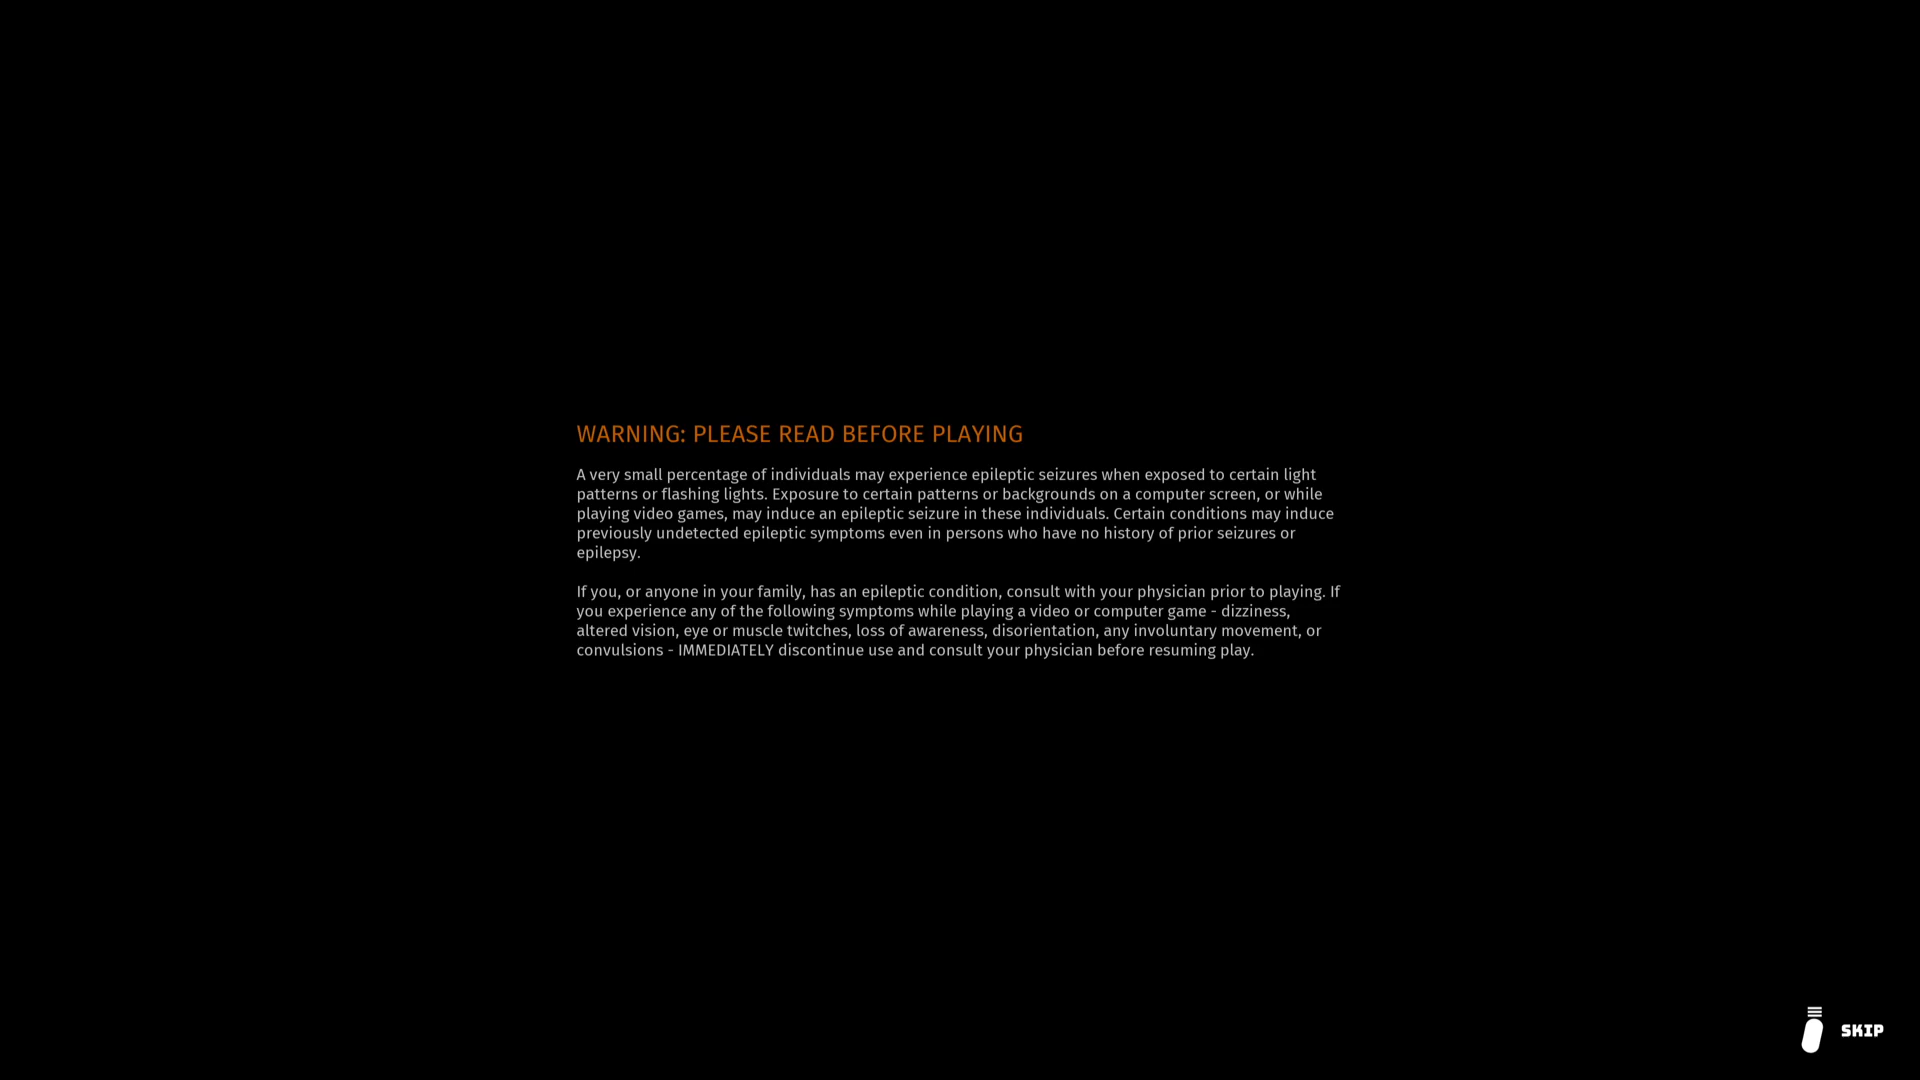 WARNING: PLEASE READ BEFORE PLAYING
A very small percentage of individuals may experience epileptic seizures when exposed to certain light
patterns or flashing lights. Exposure to certain patterns or backgrounds on a computer screen, or while
playing video games, may induce an epileptic seizure in these individuals. Certain conditions may induce
previously undetected epileptic symptoms even in persons who have no history of prior seizures or
epilepsy.
If you, or anyone in your family, has an epileptic condition, consult with your physician prior to playing. If
you experience any of the following symptoms while playing a video or computer game - dizziness,
altered vision, eye or muscle twitches, loss of awareness, disorientation, any involuntary movement, or
convulsions - IMMEDIATELY discontinue use and consult your physician before resuming play.
SKIP